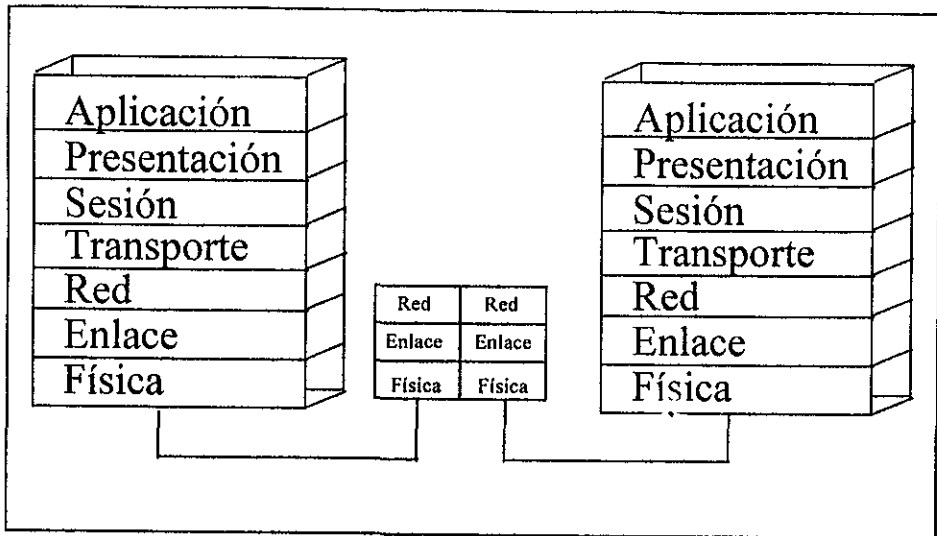 Aplicación
Presentación
Sesión
Transporte
Red
Enlace
Física
Red Red
Enlace Enlace
Física Física
Aplicación
Presentación
Sesión
Transporte
Red
Enlace
Física